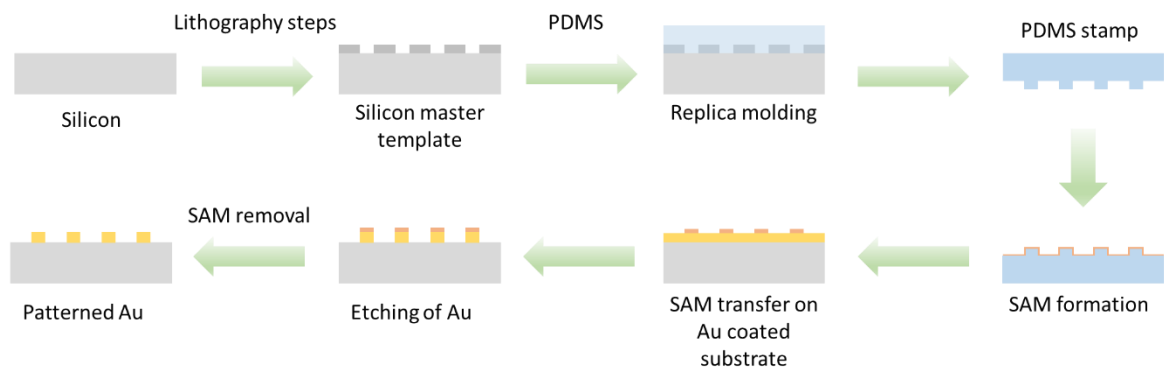 Lithography steps
PDMS
PDMS stamp
Silicon
Silicon master
template
Replica molding
SAM removal
Patterned Au
Etching of Au
SAM transfer on
Au coated
substrate
SAM formation